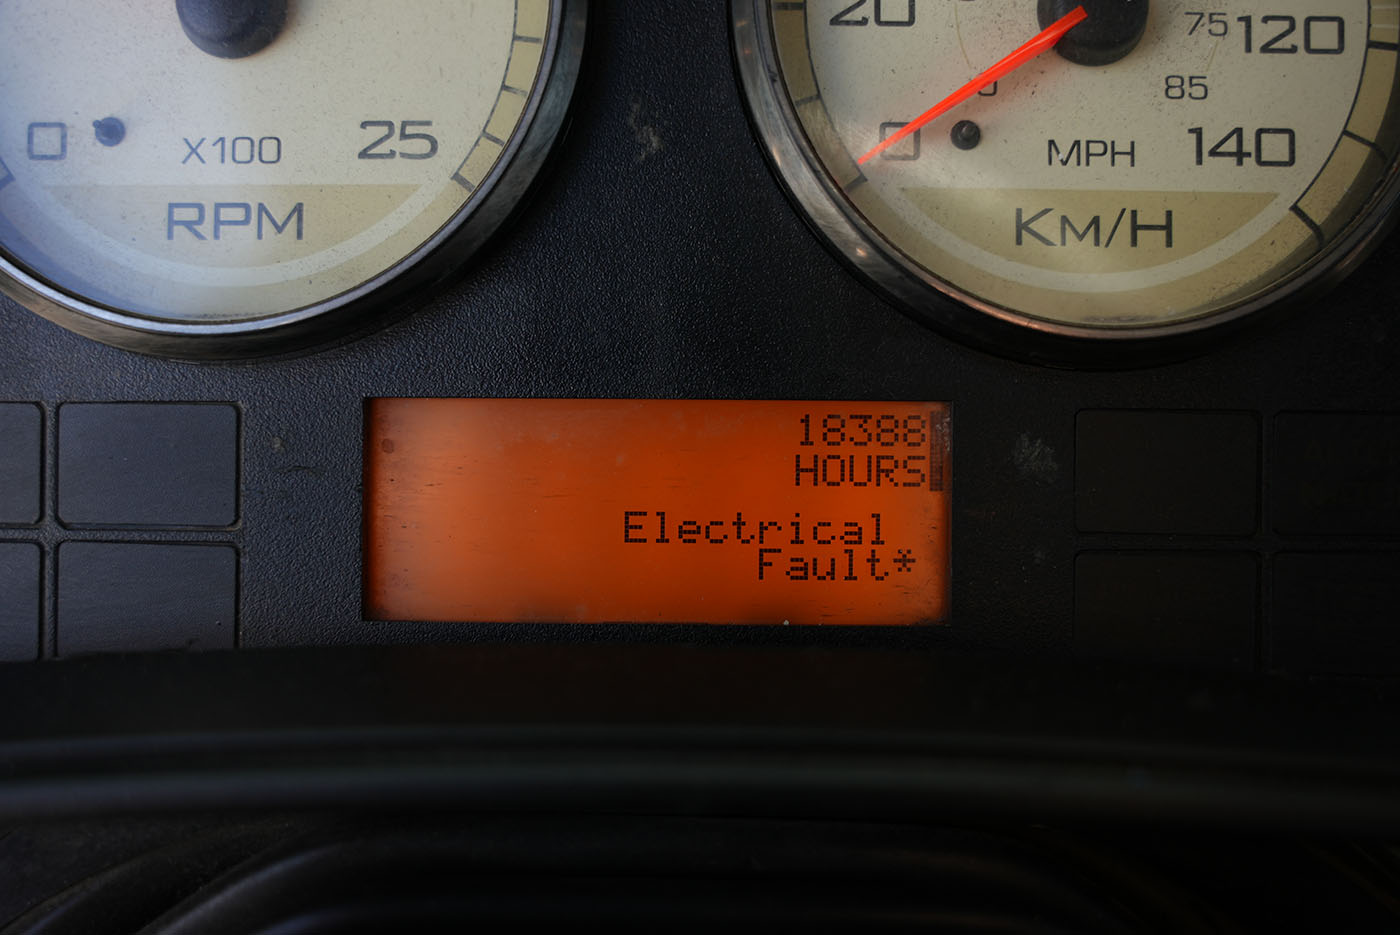 0
X100
25
RPM
20
75
120
85
0
MPH
140
KM/H
18388
HOURS
Electrical
Fault*